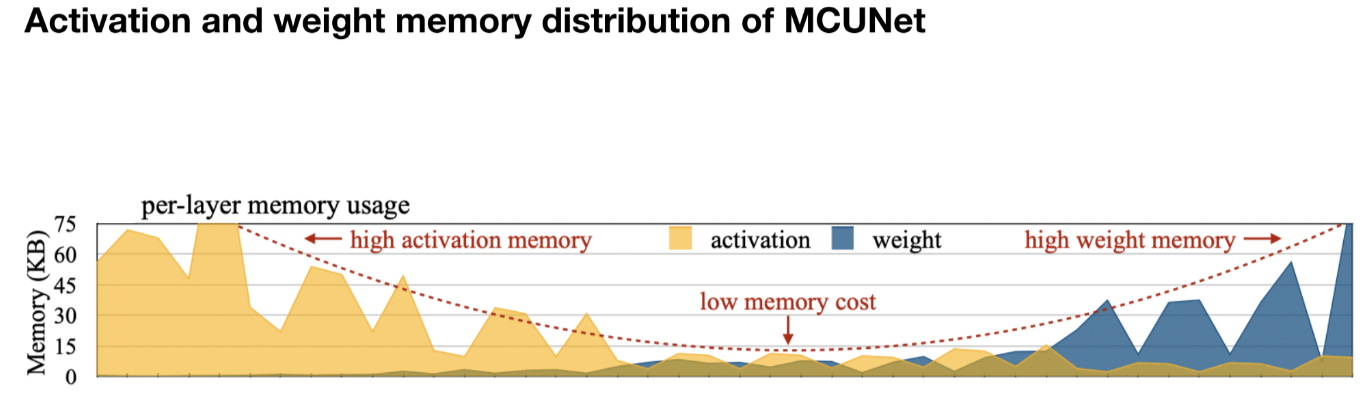 Activation and weight memory distribution of MCUNet
per-layer memory usage
Memory (KB)
75
60
45
30
15
0
high activation memory
activation
weight
high weight memory
low memory cost